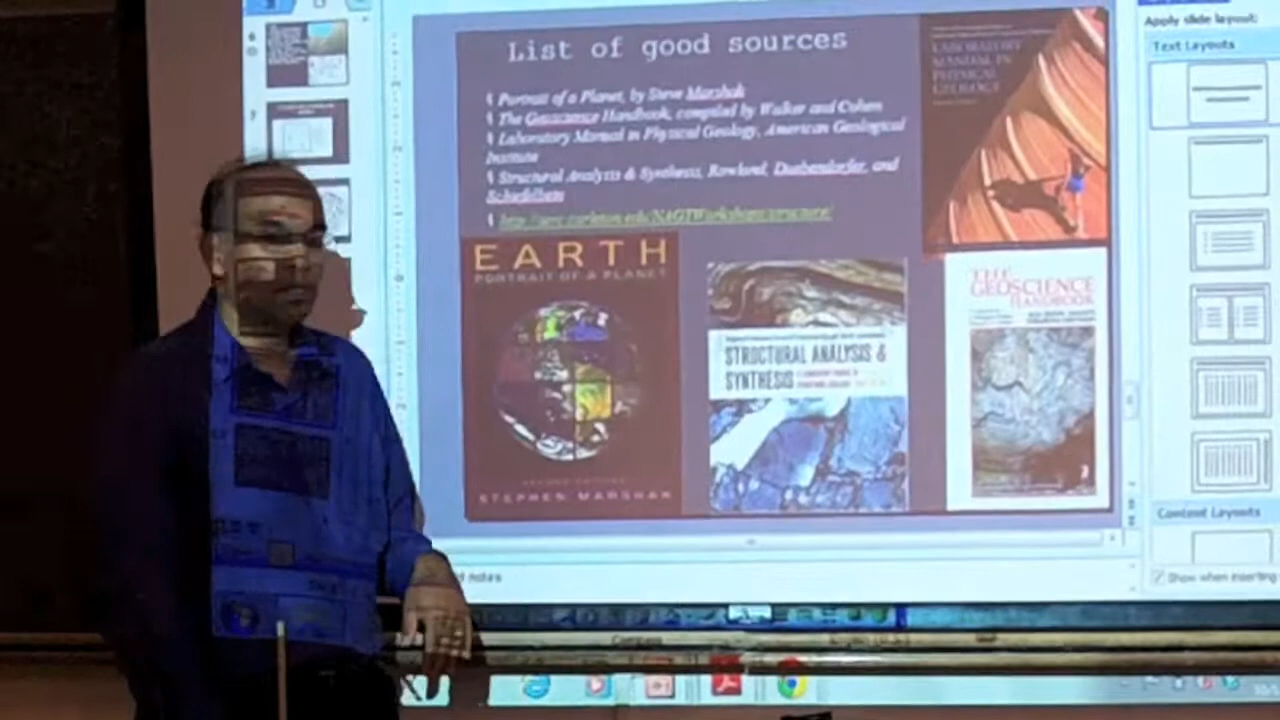 Apply slide layout:
Text Layouts
List of good sources
§ Portrait of a Planet, by Steve Marshak
§ The Geoscience Handbook, compiled by Walker and Cohen
§ Laboratory Manual in Physical Geology, American Geological
Institute
§ Structural Analysis & Synthesis, Rowland, Duebendorfer, and
Schiefelbein
LABORATORY
MANUAL IN
PHYSICAL
GEOLOGY
EARTH
PORTRAIT OF A PLANET
SECOND EDITION
STEPHEN MARSHAK
STRUCTURAL ANALYSIS &
SYNTHESIS
THE
GEOSCIENCE
HANDBOOK
Content Layouts
Show when inserting
notes